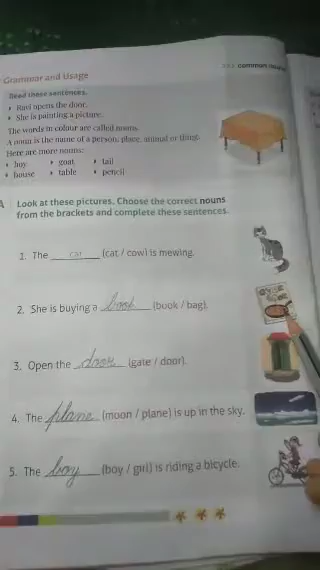 common nouns
Grammar and Usage
Read these sentences.
• Ravi opens the door.
• She is painting a picture.
The words in colour are called nouns.
A noun is the name of a person, place, animal or thing.
Here are more nouns:
• boy • goat • tail
• house • table • pencil
A Look at these pictures. Choose the correct nouns
from the brackets and complete these sentences.
1. The cat (cat / cow) is mewing.
2. She is buying a book (book / bag).
3. Open the door (gate / door).
4. The plane (moon / plane) is up in the sky.
5. The boy (boy / girl) is riding a bicycle.